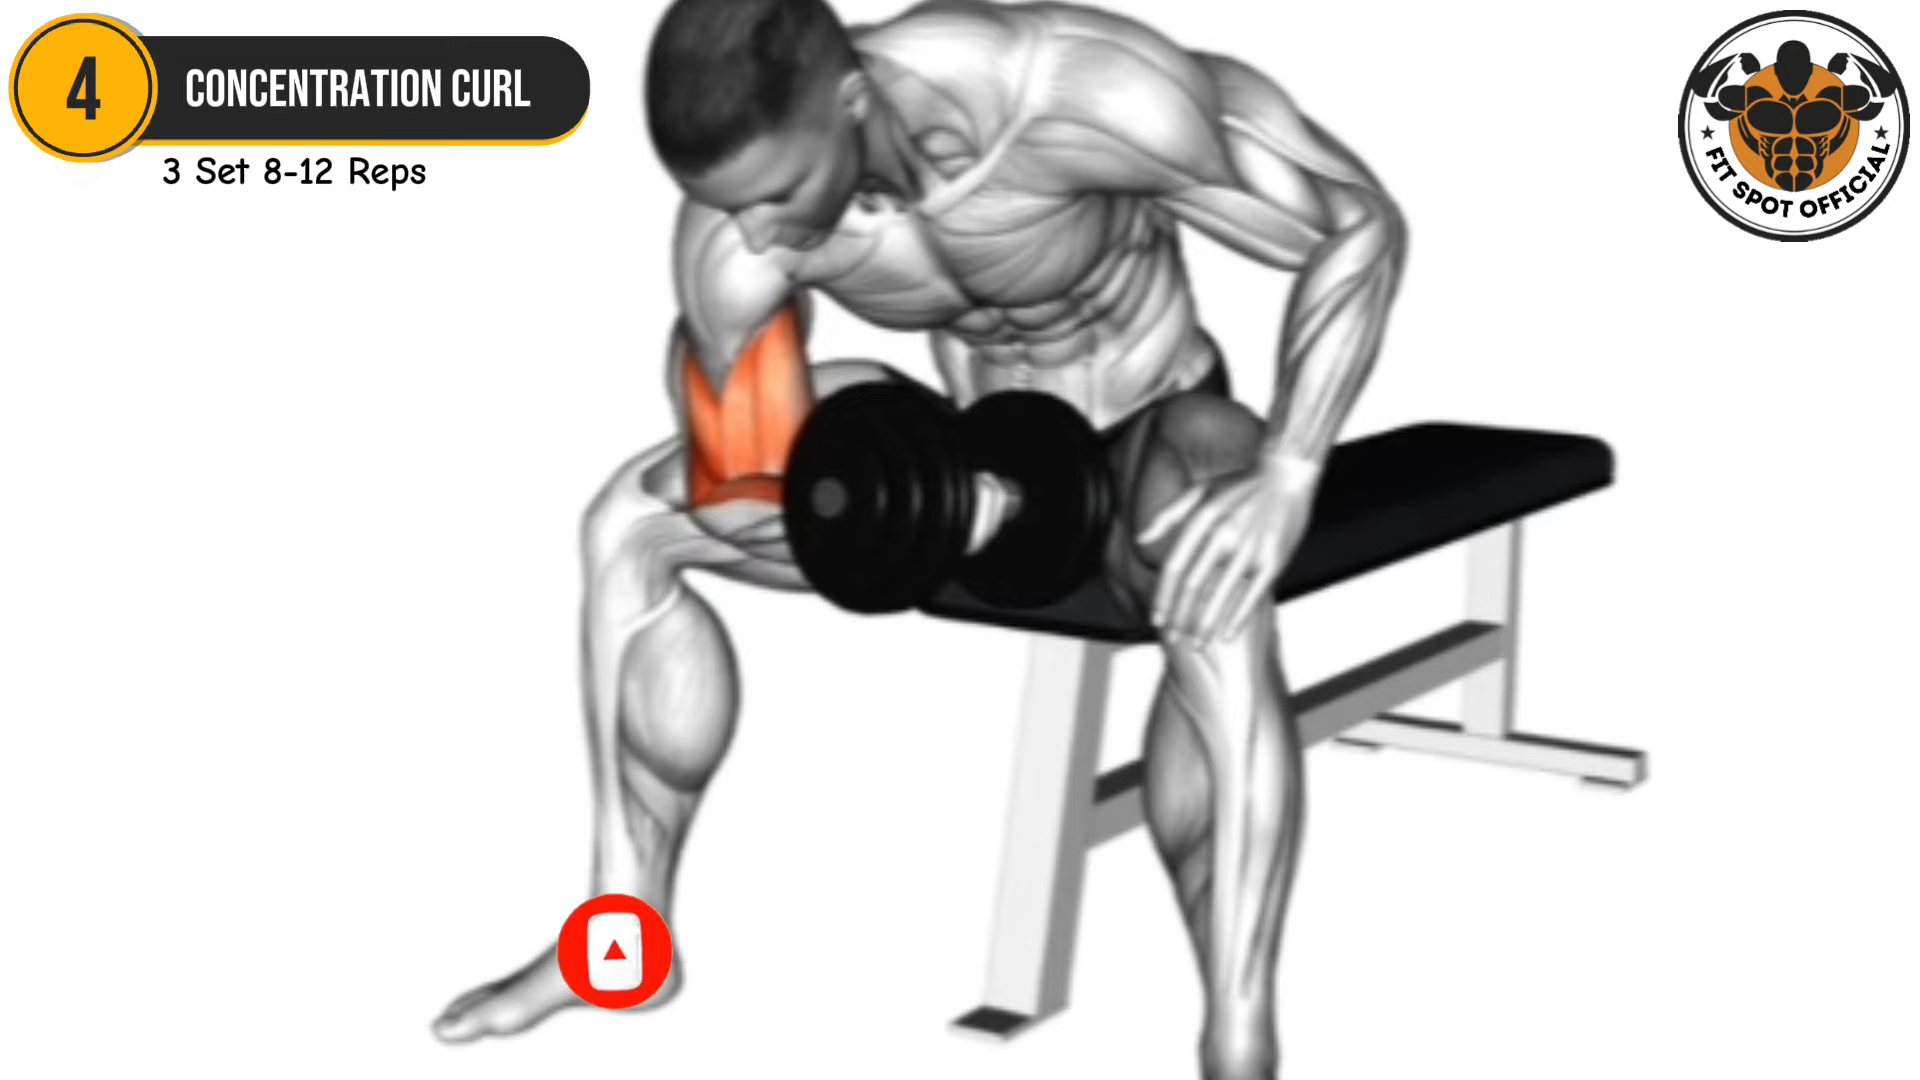 4
CONCENTRATION CURL
3 Set 8-12 Reps
FIT SPOT OFFICIAL